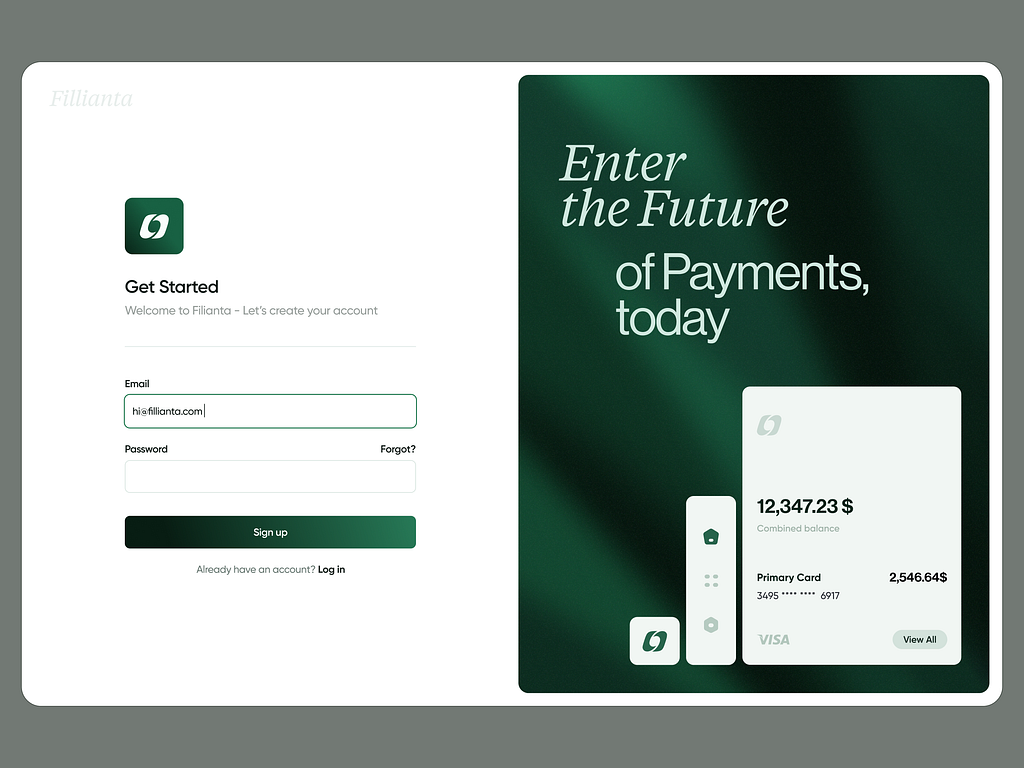 Fillianta
Get Started
Welcome to Filianta - Let's create your account
Email
hi@fillianta.com
Password Forgot?
Sign up
Already have an account? Log in
Enter
the Future
of Payments,
today
12,347.23 $
Combined balance
Primary Card 2,546.64$
3495 **** **** 6917
VISA View All